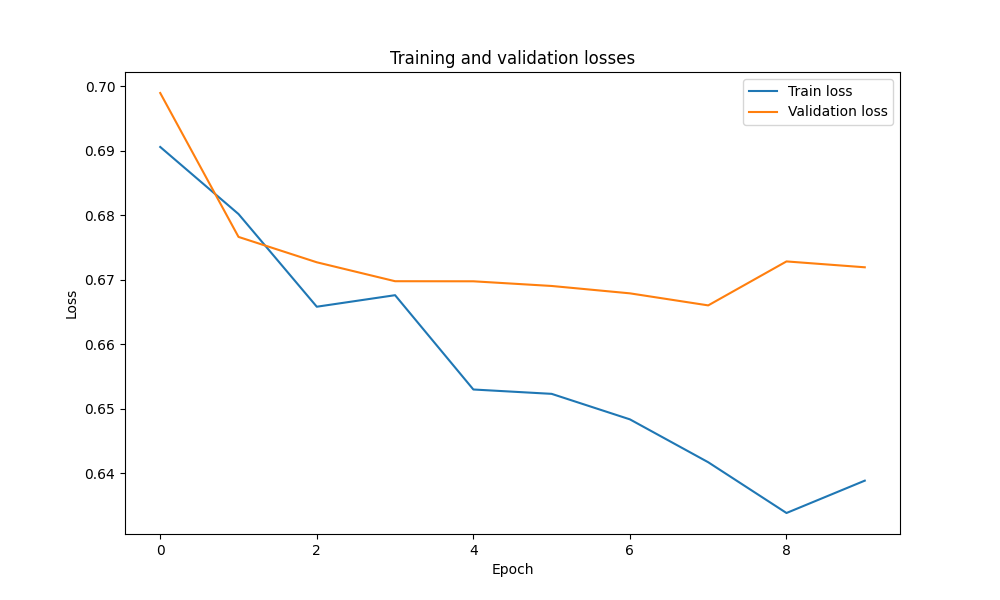 Training and validation losses
Train loss
Validation loss
0.70
0.69
0.68
0.67
0.66
0.65
0.64
Loss
0
2
4
6
8
Epoch